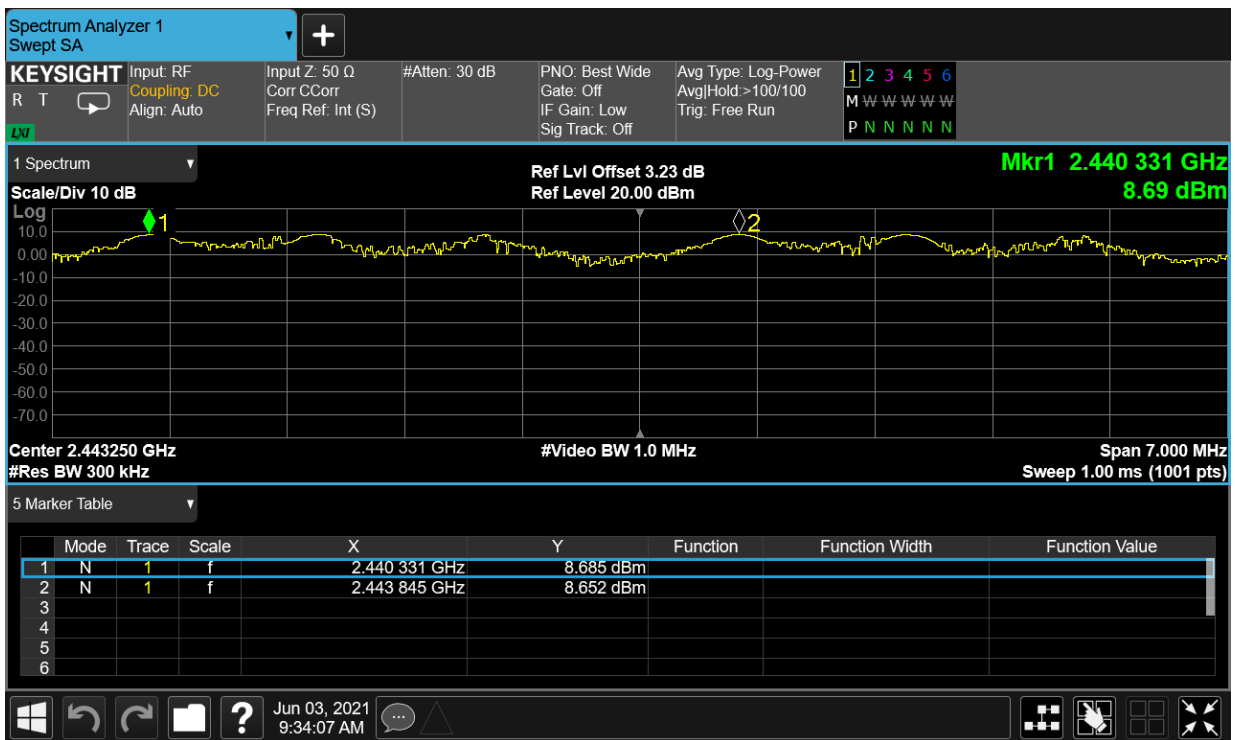 Spectrum Analyzer 1
Swept SA
+
KEYSIGHT
R T
LXI
Input: RF
Coupling: DC
Align: Auto
Input Z: 50 Ω
Corr CCorr
Freq Ref: Int (S)
#Atten: 30 dB
PNO: Best Wide
Gate: Off
IF Gain: Low
Sig Track: Off
Avg Type: Log-Power
Avg|Hold:>100/100
Trig: Free Run
1 2 3 4 5 6
M W W W W W
P N N N N N
1 Spectrum
Scale/Div 10 dB
Ref Lvl Offset 3.23 dB
Ref Level 20.00 dBm
Mkr1 2.440 331 GHz
8.69 dBm
Log
10.0
0.00
-10.0
-20.0
-30.0
-40.0
-50.0
-60.0
-70.0
1
2
Center 2.443250 GHz
#Res BW 300 kHz
#Video BW 1.0 MHz
Span 7.000 MHz
Sweep 1.00 ms (1001 pts)
5 Marker Table
Mode Trace Scale X Y Function Function Width Function Value
1 N 1 f 2.440 331 GHz 8.685 dBm
2 N 1 f 2.443 845 GHz 8.652 dBm
3
4
5
6
?
Jun 03, 2021
9:34:07 AM